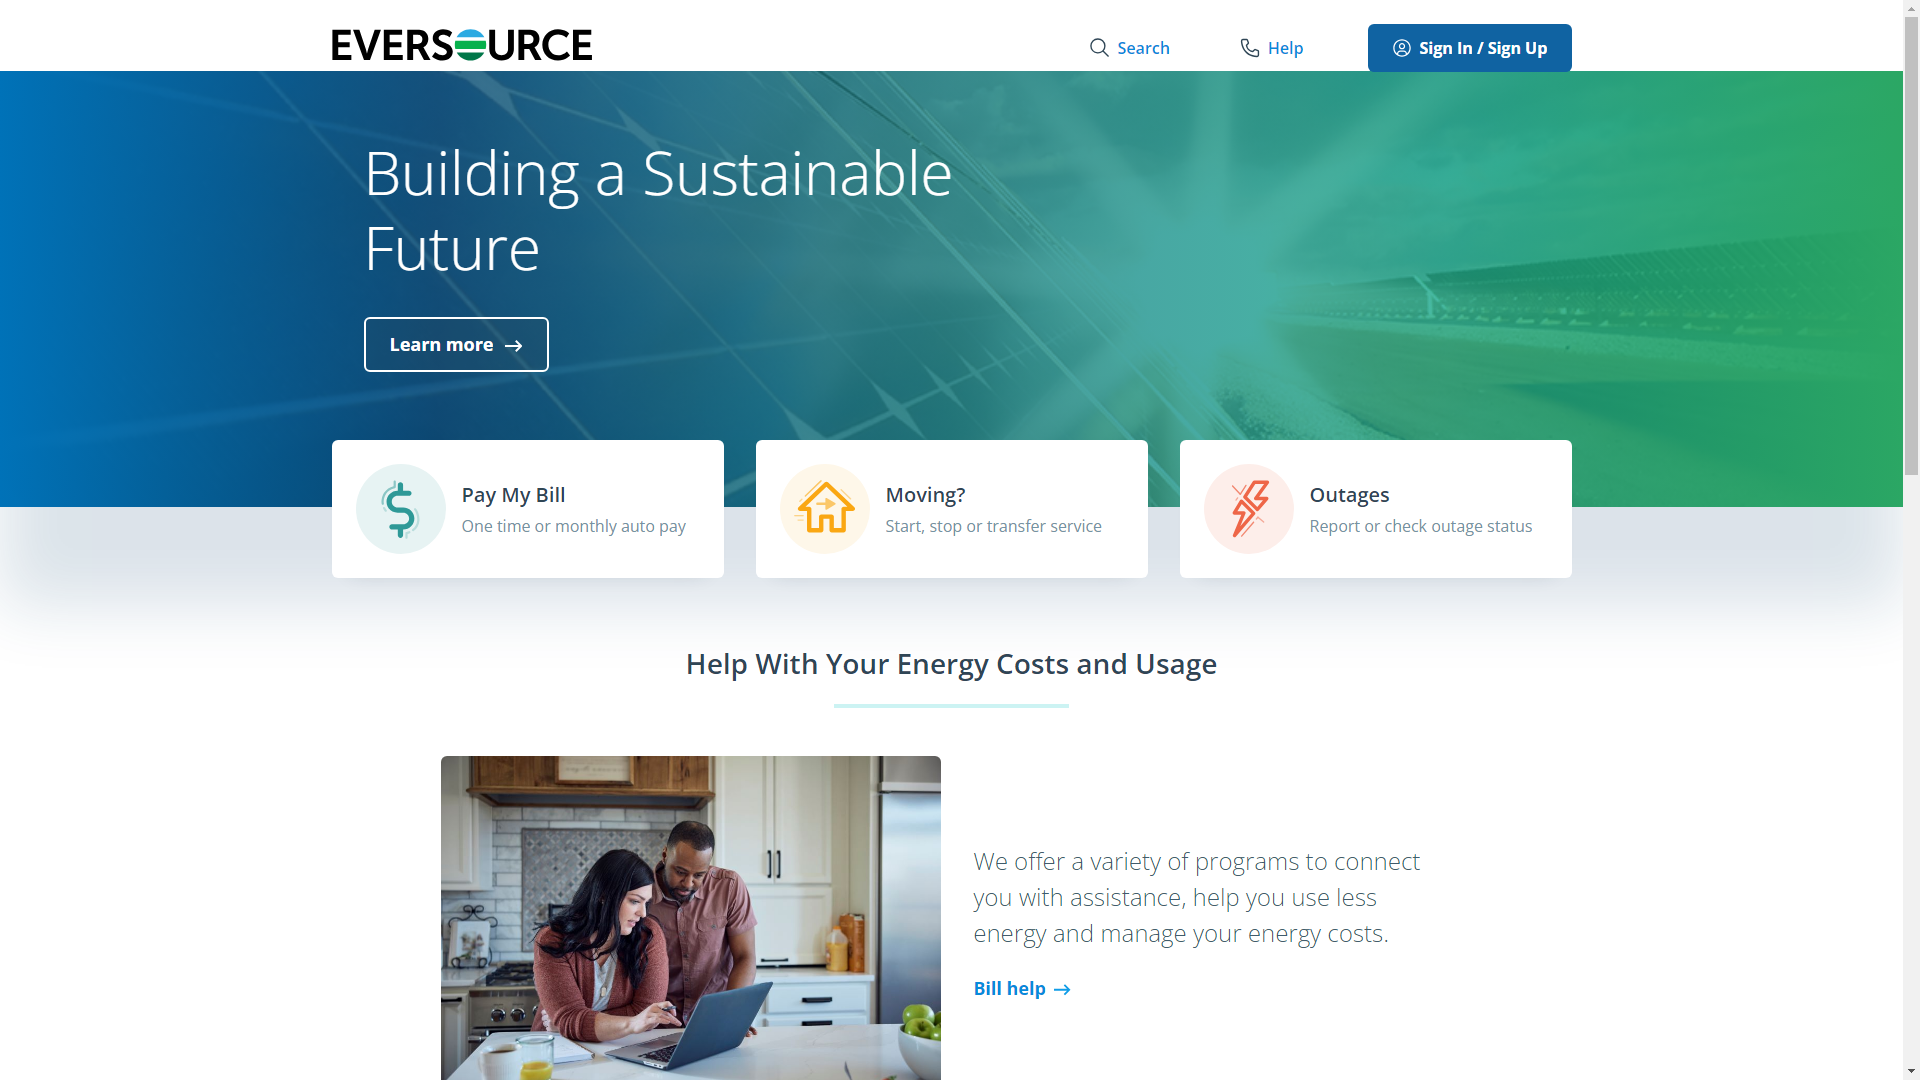 EVERSOURCE
Search
Help
Sign In / Sign Up
Building a Sustainable
Future
Learn more
Pay My Bill
One time or monthly auto pay
Moving?
Start, stop or transfer service
Outages
Report or check outage status
Help With Your Energy Costs and Usage
We offer a variety of programs to connect
you with assistance, help you use less
energy and manage your energy costs.
Bill help